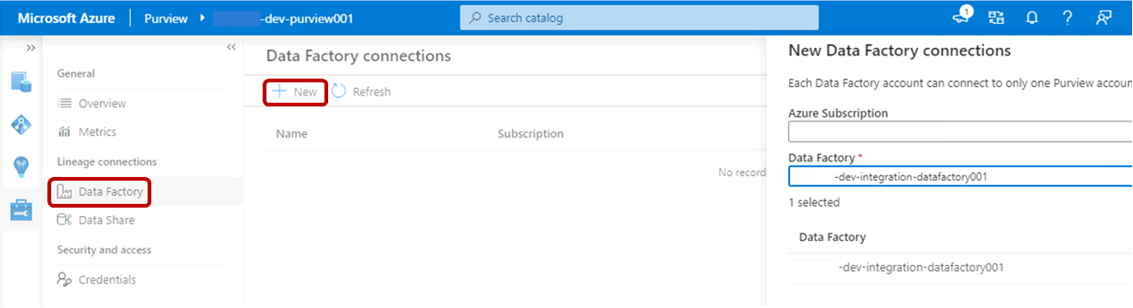 Microsoft Azure Purview -dev-purview001 Search catalog 1
General
Overview
Metrics
Lineage connections
Data Factory
Data Share
Security and access
Credentials
Data Factory connections
New Refresh
Name Subscription
No record
New Data Factory connections
Each Data Factory account can connect to only one Purview accoun
Azure Subscription
Data Factory *
-dev-integration-datafactory001
1 selected
Data Factory
-dev-integration-datafactory001